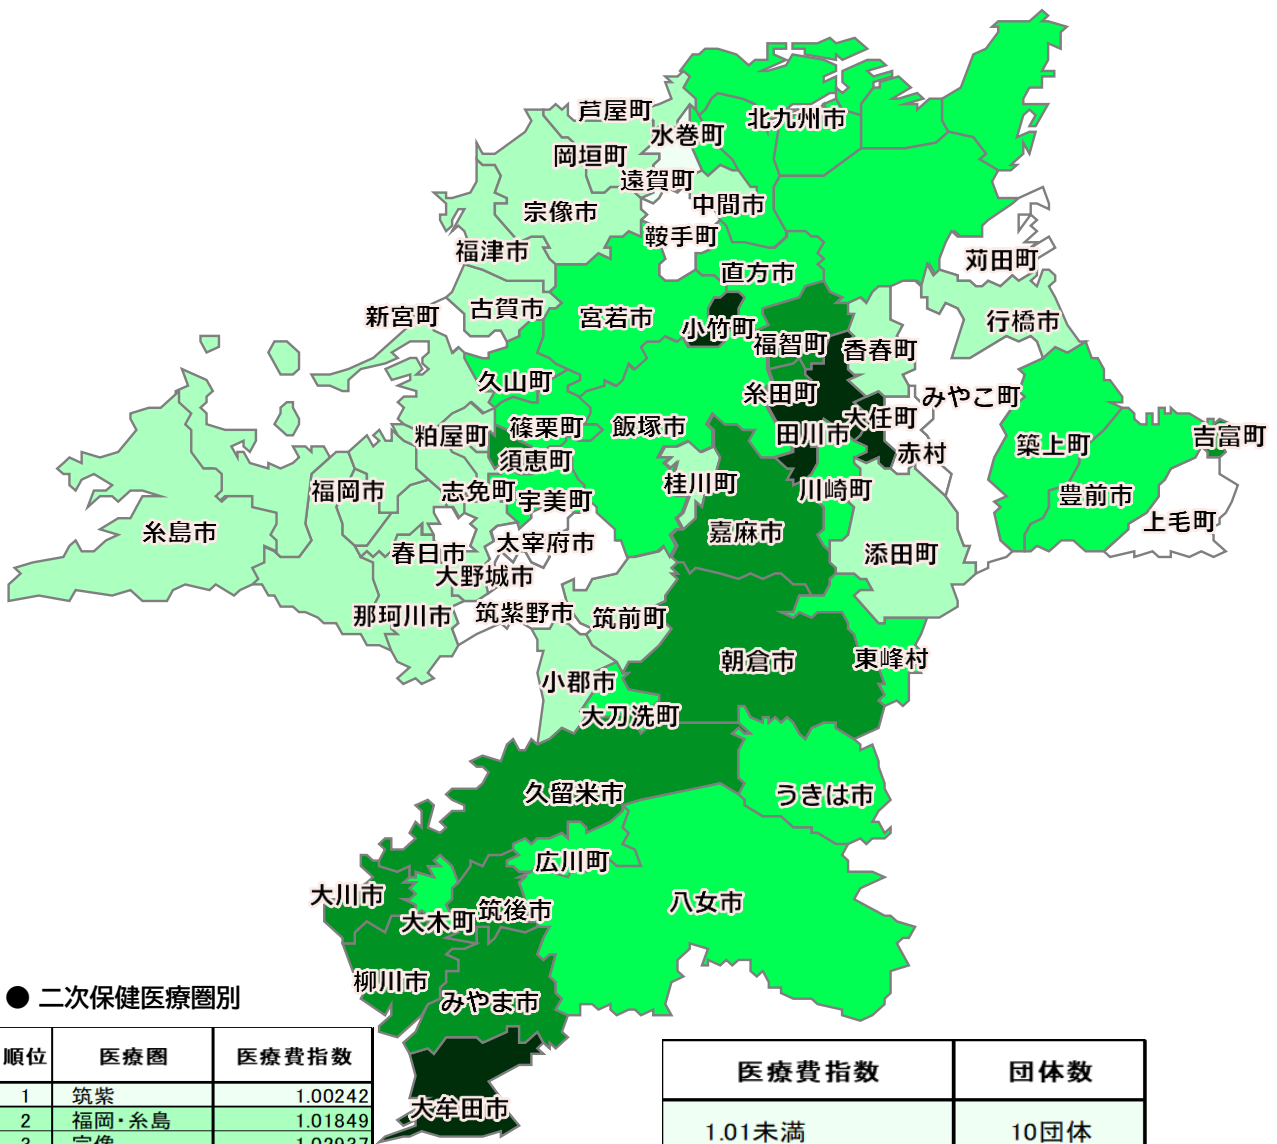 芦屋町
北九州市
水巻町
岡垣町
遠賀町
中間市
宗像市
鞍手町
福津市
苅田町
直方市
古賀市
新宮町
宮若市
行橋市
小竹町
福智町
香春町
久山町
糸田町
みやこ町
大任町
篠栗町
飯塚市
粕屋町
田川市
吉富町
築上町
赤村
須恵町
桂川町
川崎町
福岡市
志免町
宇美町
豊前市
上毛町
糸島市
嘉麻市
太宰府市
春日市
添田町
大野城市
那珂川市
筑紫野市
筑前町
朝倉市
東峰村
小郡市
大刀洗町
久留米市
うきは市
広川町
大川市
八女市
筑後市
大木町
柳川市
みやま市
大牟田市
● 二次保健医療圏別
順位 医療圏 医療費指数
1 筑紫 1.00242
2 福岡・糸島 1.01849
医療費指数 団体数
1.01未満 10団体